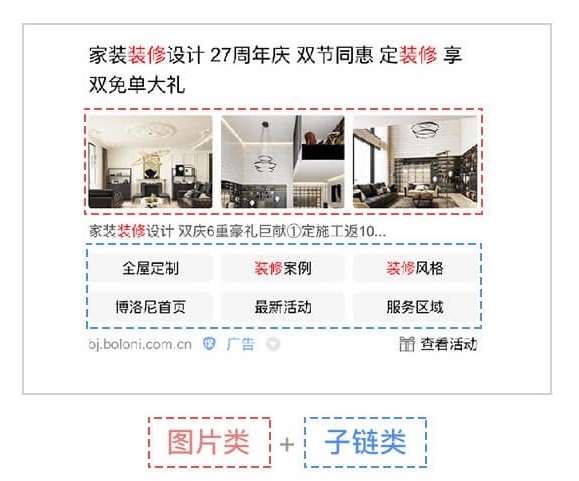 家装装修设计 27周年庆 双节同惠 定装修 享
双免单大礼
家装装修设计 双庆6重豪礼巨献①定施工返10...
全屋定制 装修案例 装修风格
博洛尼首页 最新活动 服务区域
bj.boloni.com.cn 保 广告 查看活动
图片类 + 子链类